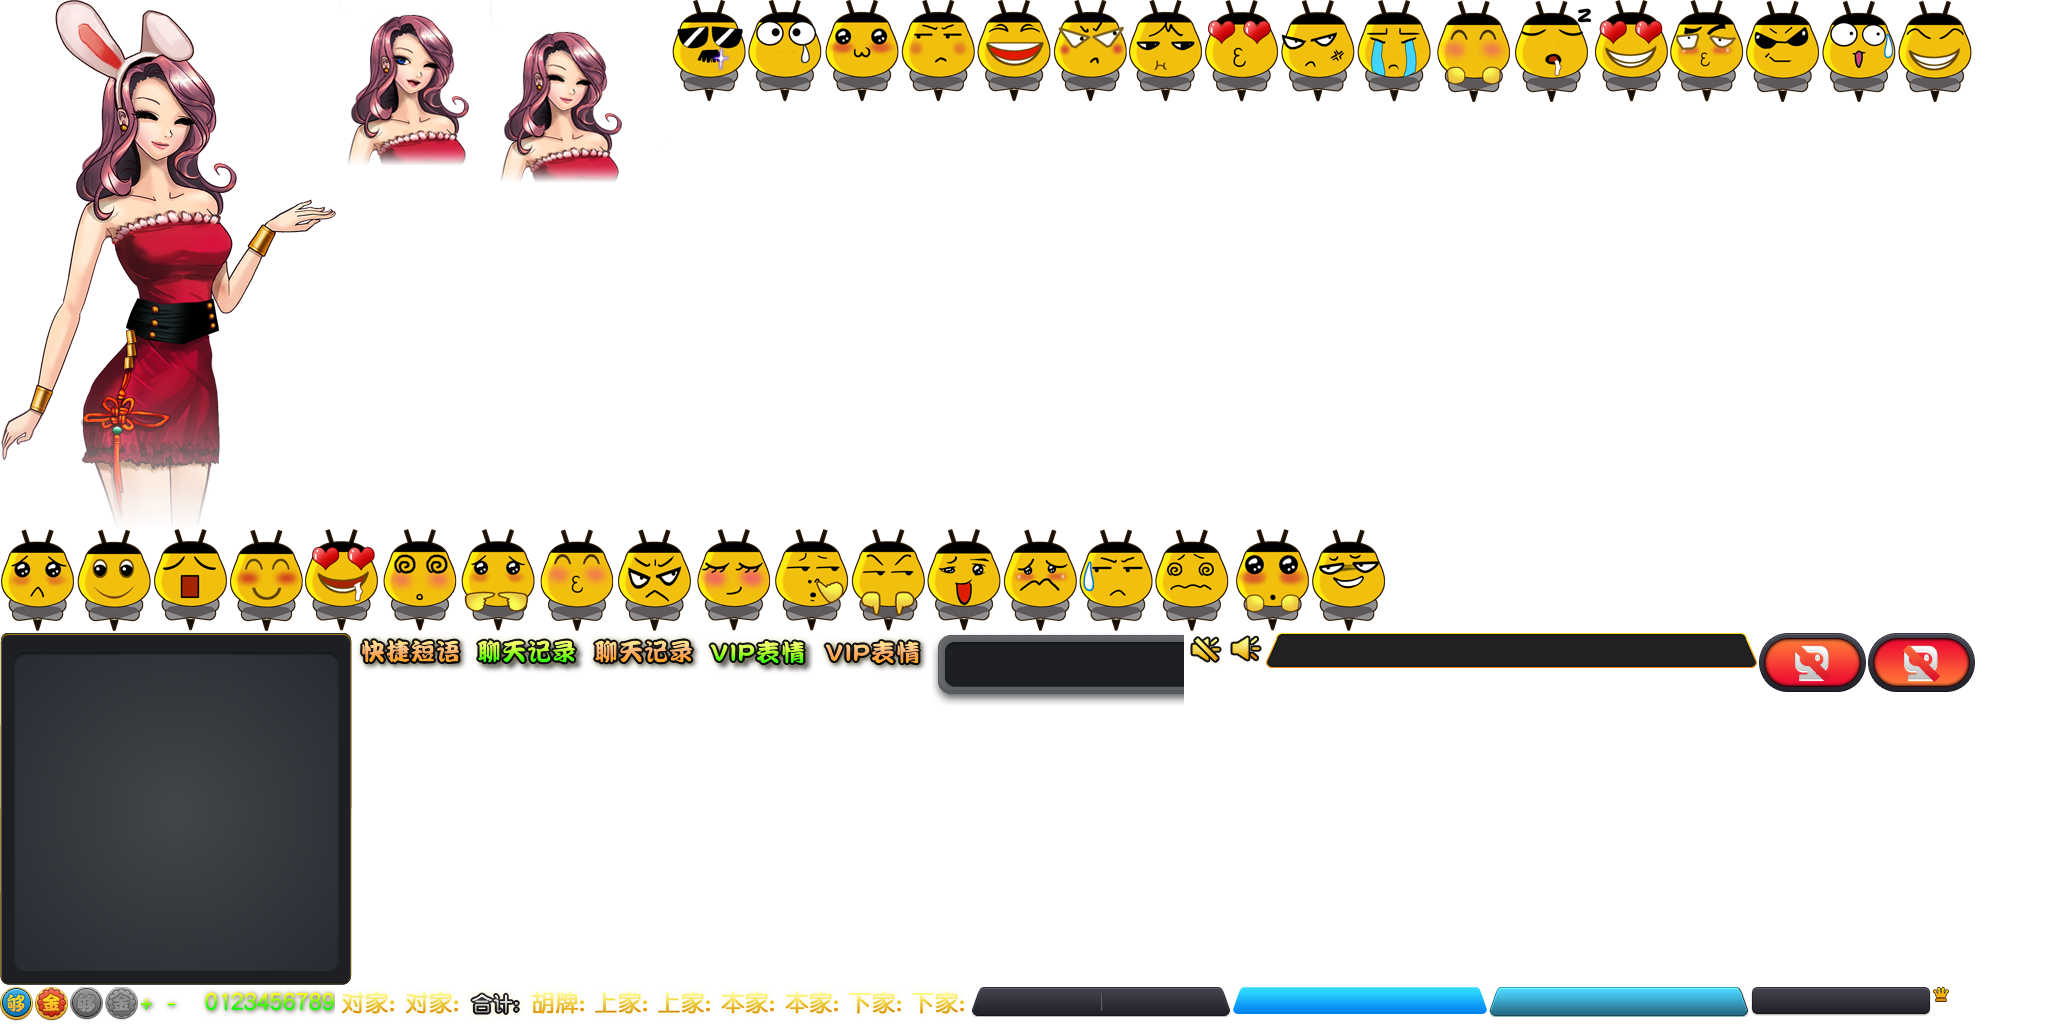 z
快捷短语 聊天记录 聊天记录 VIP表情 VIP表情
够 金 够 金 + - 0123456789 对家: 对家: 合计: 胡牌: 上家: 上家: 本家: 本家: 下家: 下家: